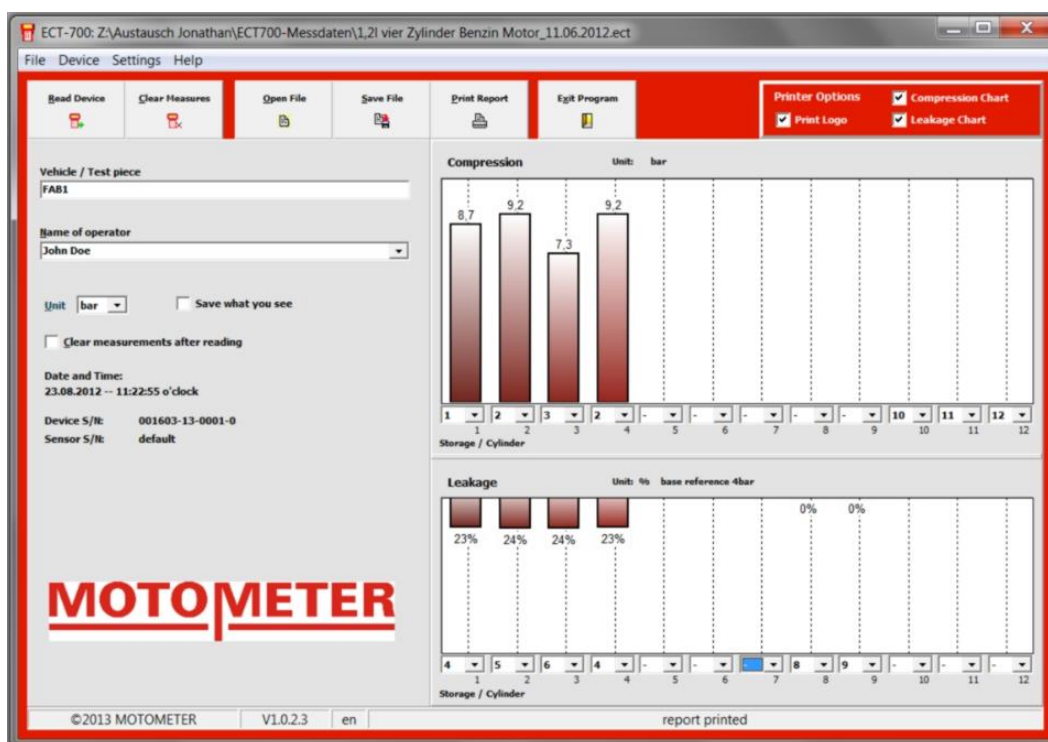 ECT-700: Z:\Austausch Jonathan\ECT700-Messdaten\1,2l vier Zylinder Benzin Motor_11.06.2012.ect
File Device Settings Help
Read Device Clear Measures Open File Save File Print Report Exit Program
Printer Options Compression Chart
Print Logo Leakage Chart
Vehicle / Test piece
FAB1
Name of operator
John Doe
Unit bar Save what you see
Clear measurements after reading
Date and Time:
23.08.2012 -- 11:22:55 o'clock
Device S/N: 001603-13-0001-0
Sensor S/N: default
MOTOMETER
Compression Unit: bar
8,7 9,2 7,3 9,2
1 2 3 2 - - - - - 10 11 12
1 2 3 4 5 6 7 8 9 10 11 12
Storage / Cylinder
Leakage Unit: % base reference 4bar
0% 0%
23% 24% 24% 23%
4 5 6 4 - - - 8 9 - - -
1 2 3 4 5 6 7 8 9 10 11 12
Storage / Cylinder
©2013 MOTOMETER V1.0.2.3 en report printed